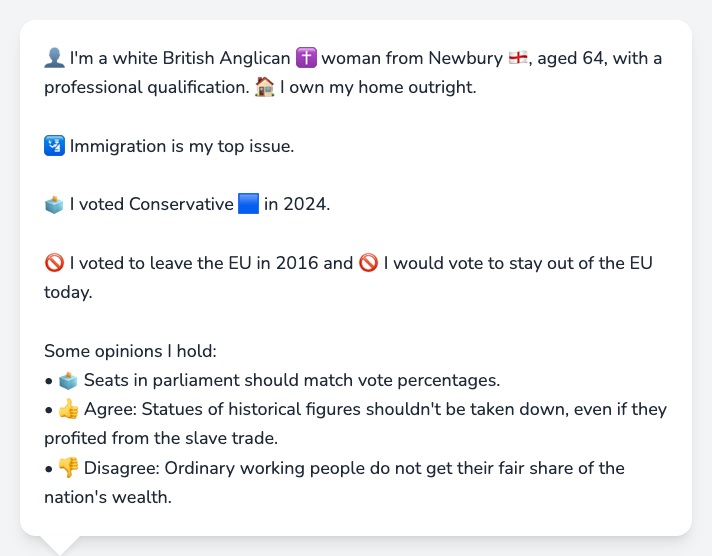 👤 I'm a white British Anglican ✝️ woman from Newbury 🏴󠁧󠁢󠁥󠁮󠁧󠁿, aged 64, with a
professional qualification. 🏠 I own my home outright.
🛂 Immigration is my top issue.
🗳️ I voted Conservative 🟦 in 2024.
🚫 I voted to leave the EU in 2016 and 🚫 I would vote to stay out of the EU
today.
Some opinions I hold:
• 🗳️ Seats in parliament should match vote percentages.
• 👍 Agree: Statues of historical figures shouldn't be taken down, even if they
profited from the slave trade.
• 👎 Disagree: Ordinary working people do not get their fair share of the
nation's wealth.